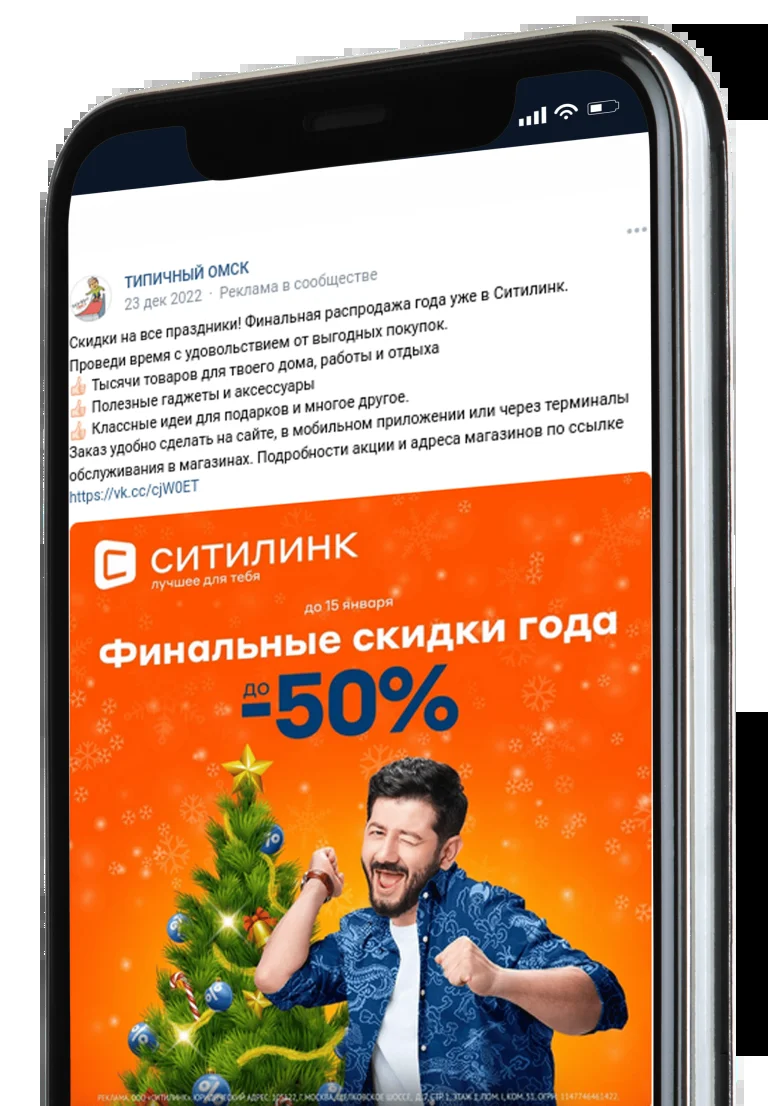 ТИПИЧНЫЙ ОМСК
23 дек 2022 · Реклама в сообществе
Скидки на все праздники! Финальная распродажа года уже в Ситилинк.
Проведи время с удовольствием от выгодных покупок.
👍 Тысячи товаров для твоего дома, работы и отдыха
👍 Полезные гаджеты и аксессуары
👍 Классные идеи для подарков и многое другое.
Заказ удобно сделать на сайте, в мобильном приложении или через терминалы
обслуживания в магазинах. Подробности акции и адреса магазинов по ссылке
https://vk.cc/cjW0ET
СИТИЛИНК
лучшее для тебя
до 15 января
Финальные скидки года
до
-50%
РЕКЛАМА. ООО «СИТИЛИНК». ЮРИДИЧЕСКИЙ АДРЕС: 105122, Г. МОСКВА, ЩЕЛКОВСКОЕ ШОССЕ, Д. 7, СТР. 1, ЭТАЖ 1, ПОМ. I, КОМ. 31. ОГРН